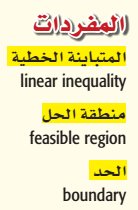 المفردات
المتباينة الخطية
linear inequality
منطقة الحل
feasible region
الحد
boundary